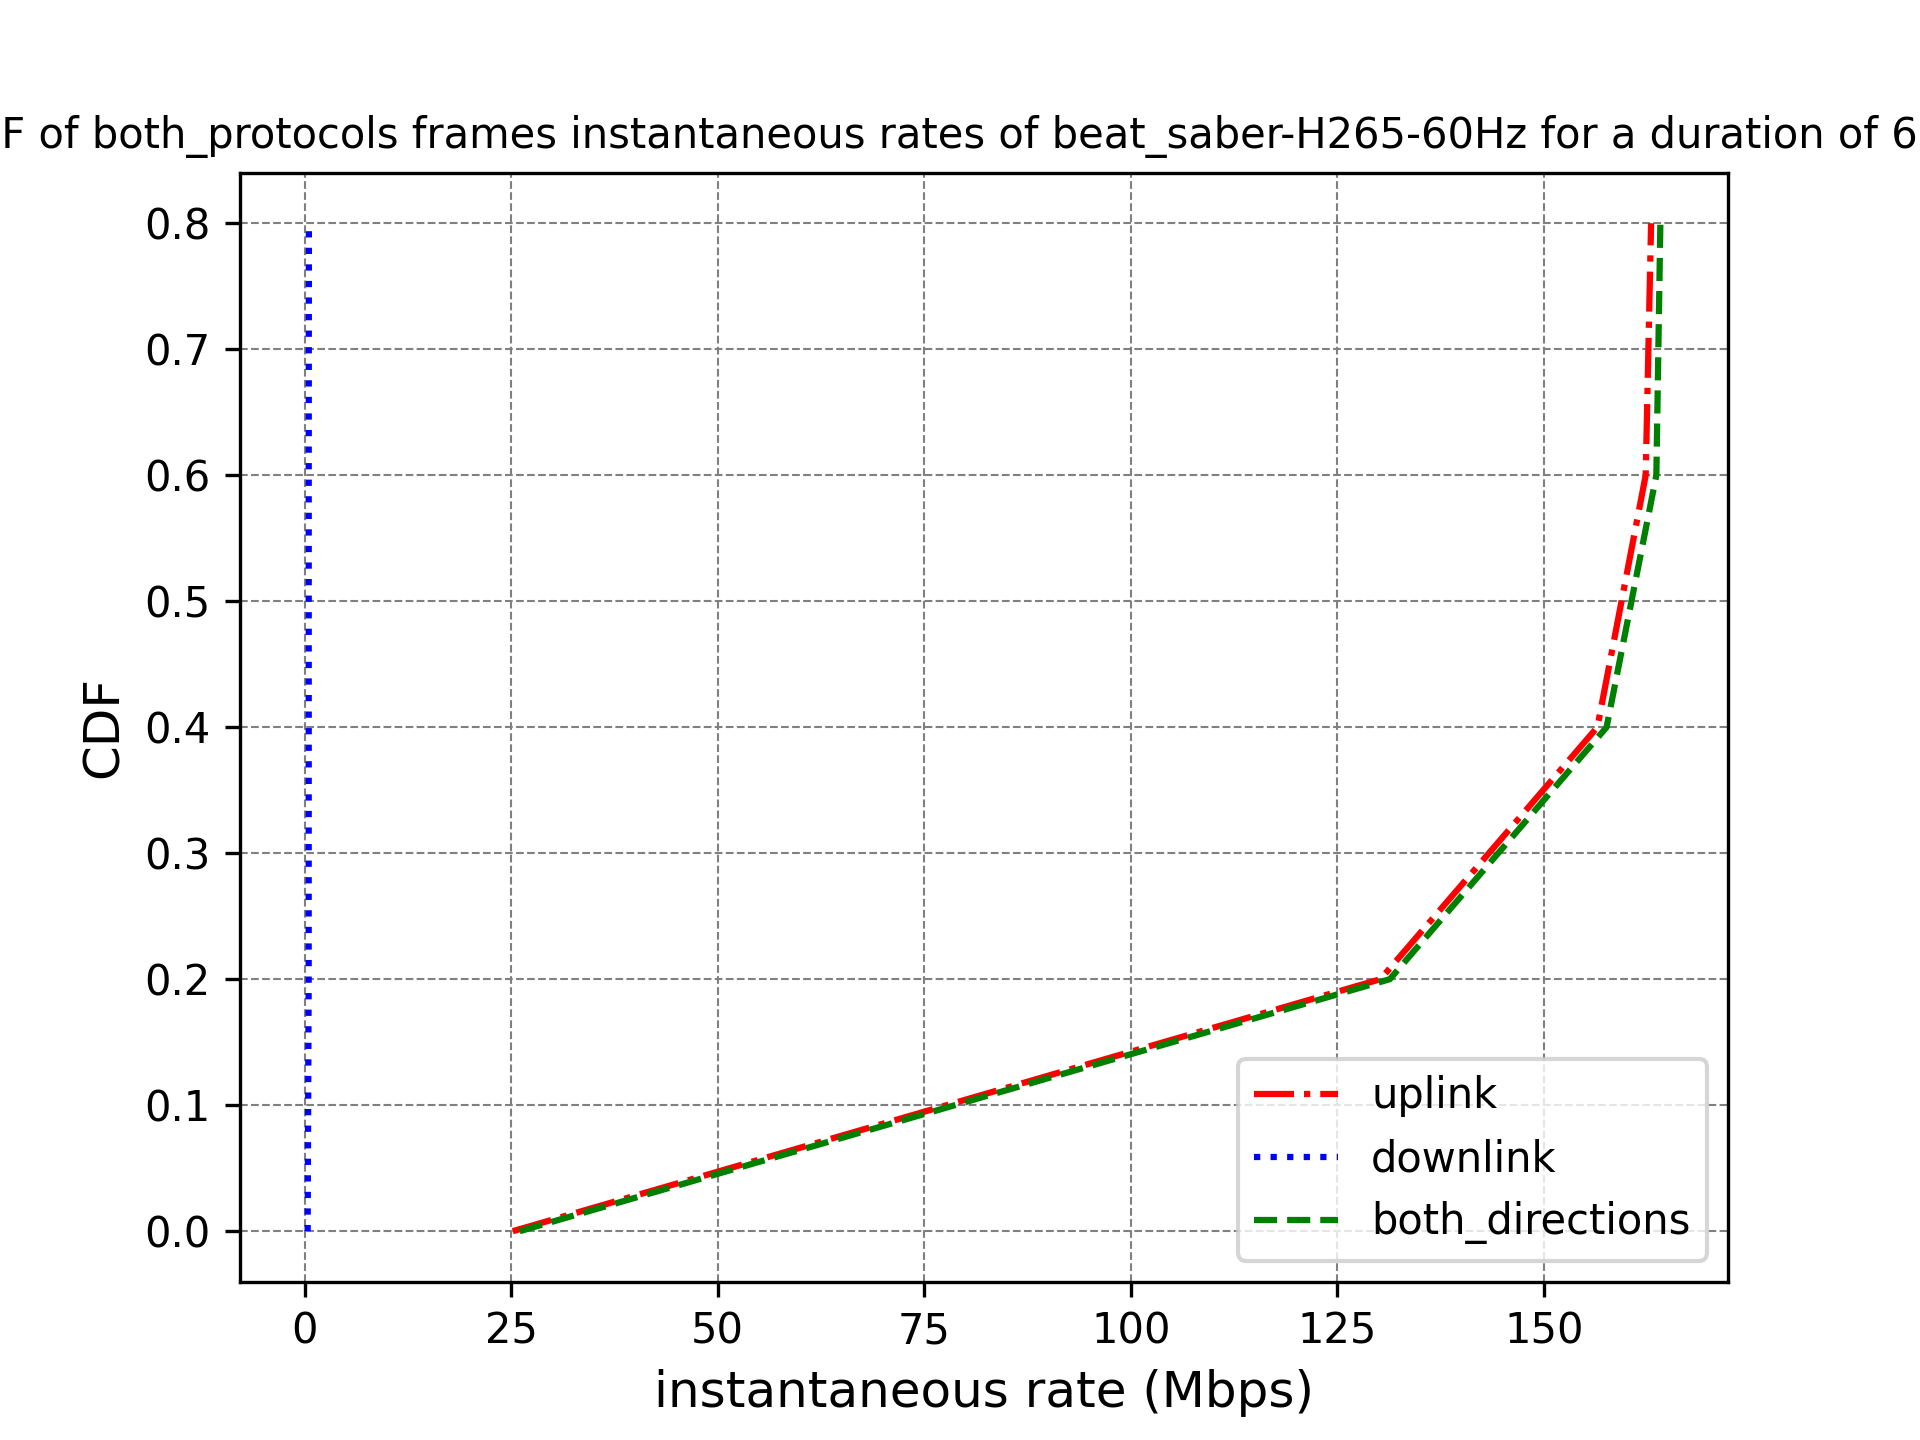 F of both_protocols frames instantaneous rates of beat_saber-H265-60Hz for a duration of 6
0.8
0.7
0.6
0.5
0.4
0.3
0.2
0.1
0.0
CDF
0 25 50 75 100 125 150
instantaneous rate (Mbps)
uplink
downlink
both_directions